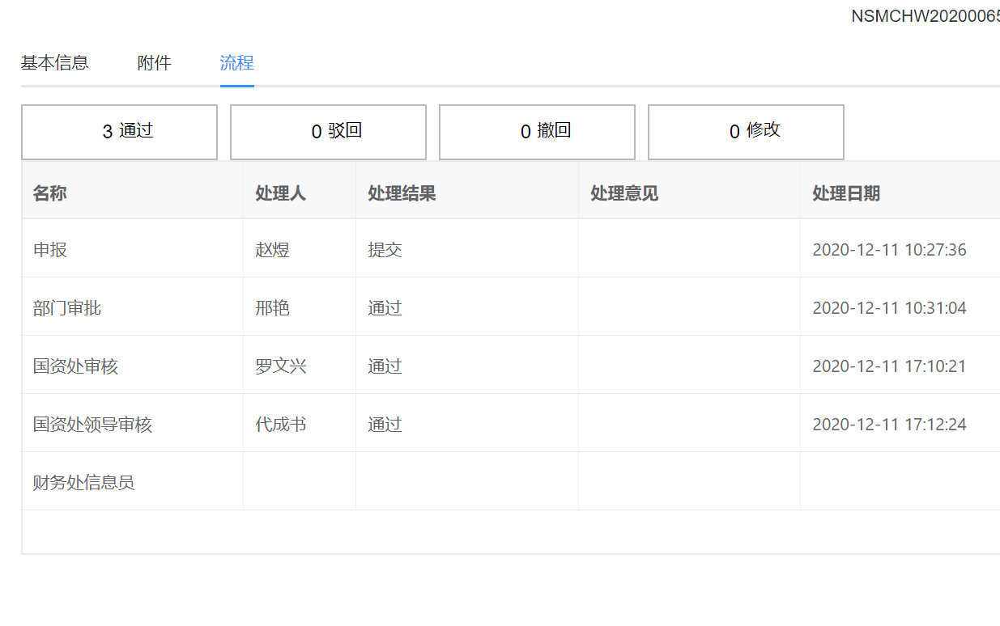 NSMCHW20200065
基本信息 附件 流程
3 通过 0 驳回 0 撤回 0 修改
名称 处理人 处理结果 处理意见 处理日期
申报 赵煜 提交 2020-12-11 10:27:36
部门审批 邢艳 通过 2020-12-11 10:31:04
国资处审核 罗文兴 通过 2020-12-11 17:10:21
国资处领导审核 代成书 通过 2020-12-11 17:12:24
财务处信息员